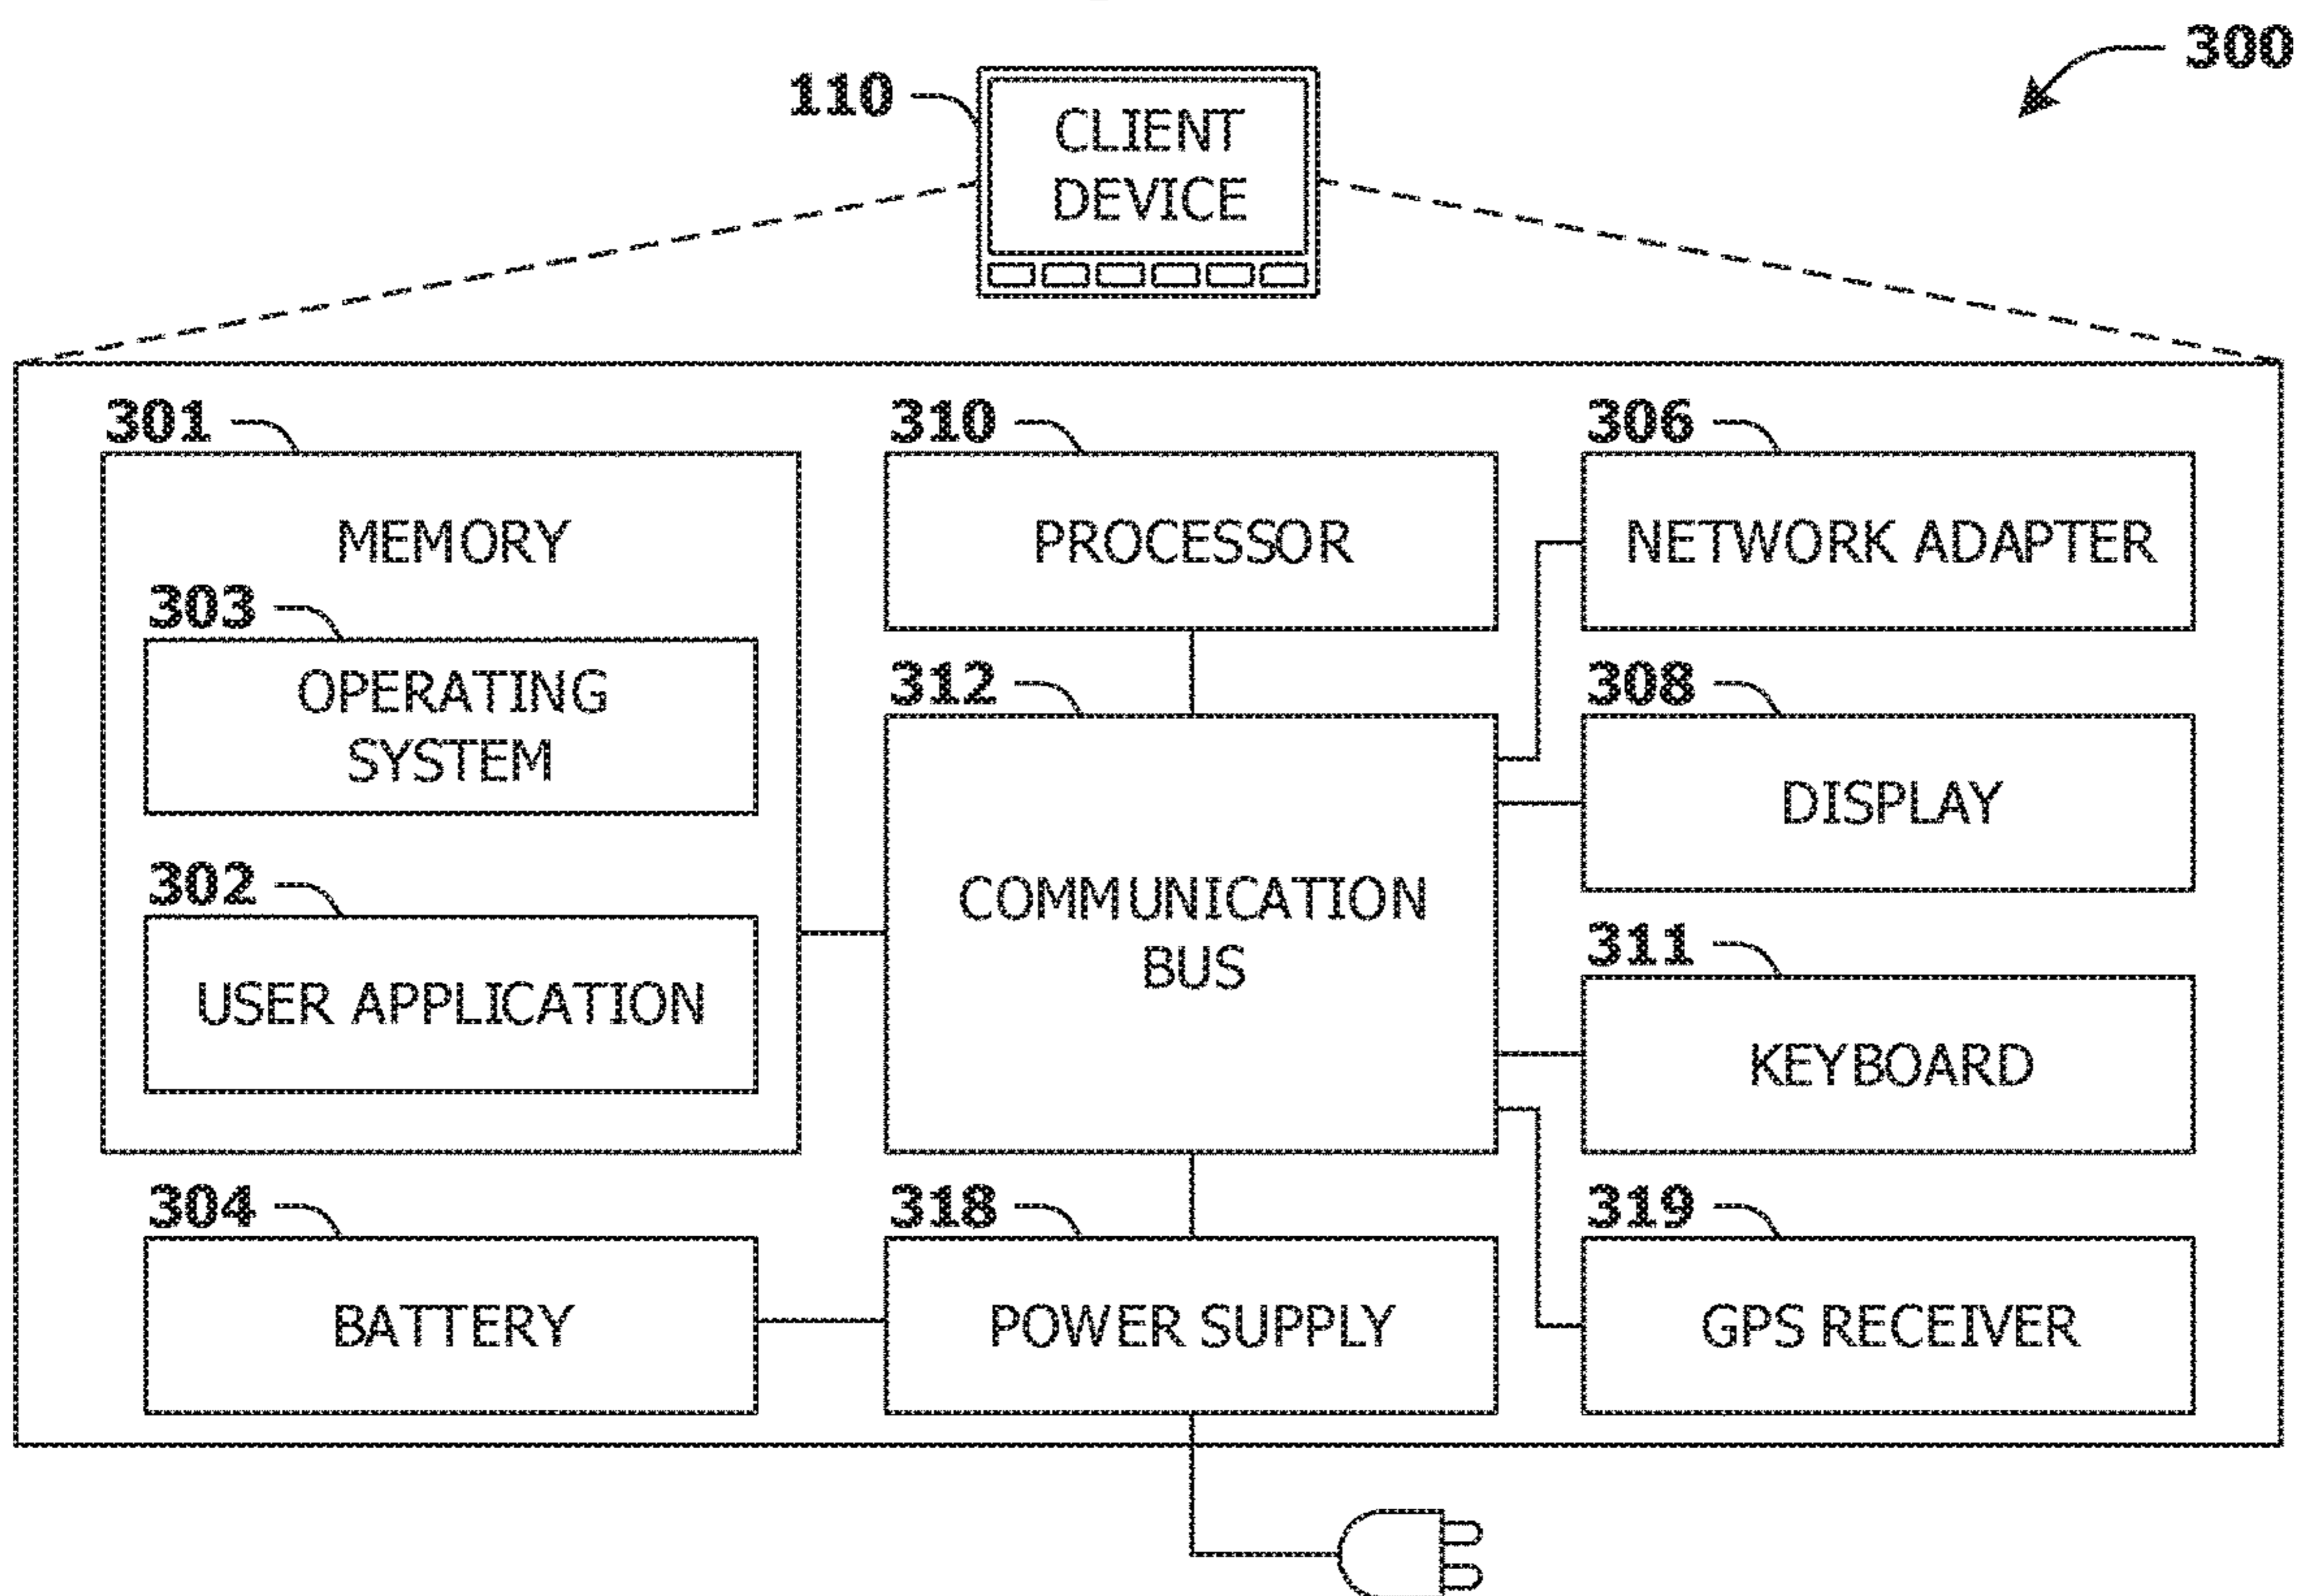 300
110
CLIENT
DEVICE
301
310
306
MEMORY
PROCESSOR
NETWORK ADAPTER
303
OPERATING
SYSTEM
312
308
DISPLAY
302
USER APPLICATION
COMMUNICATION
BUS
311
KEYBOARD
304
318
319
BATTERY
POWER SUPPLY
GPS RECEIVER